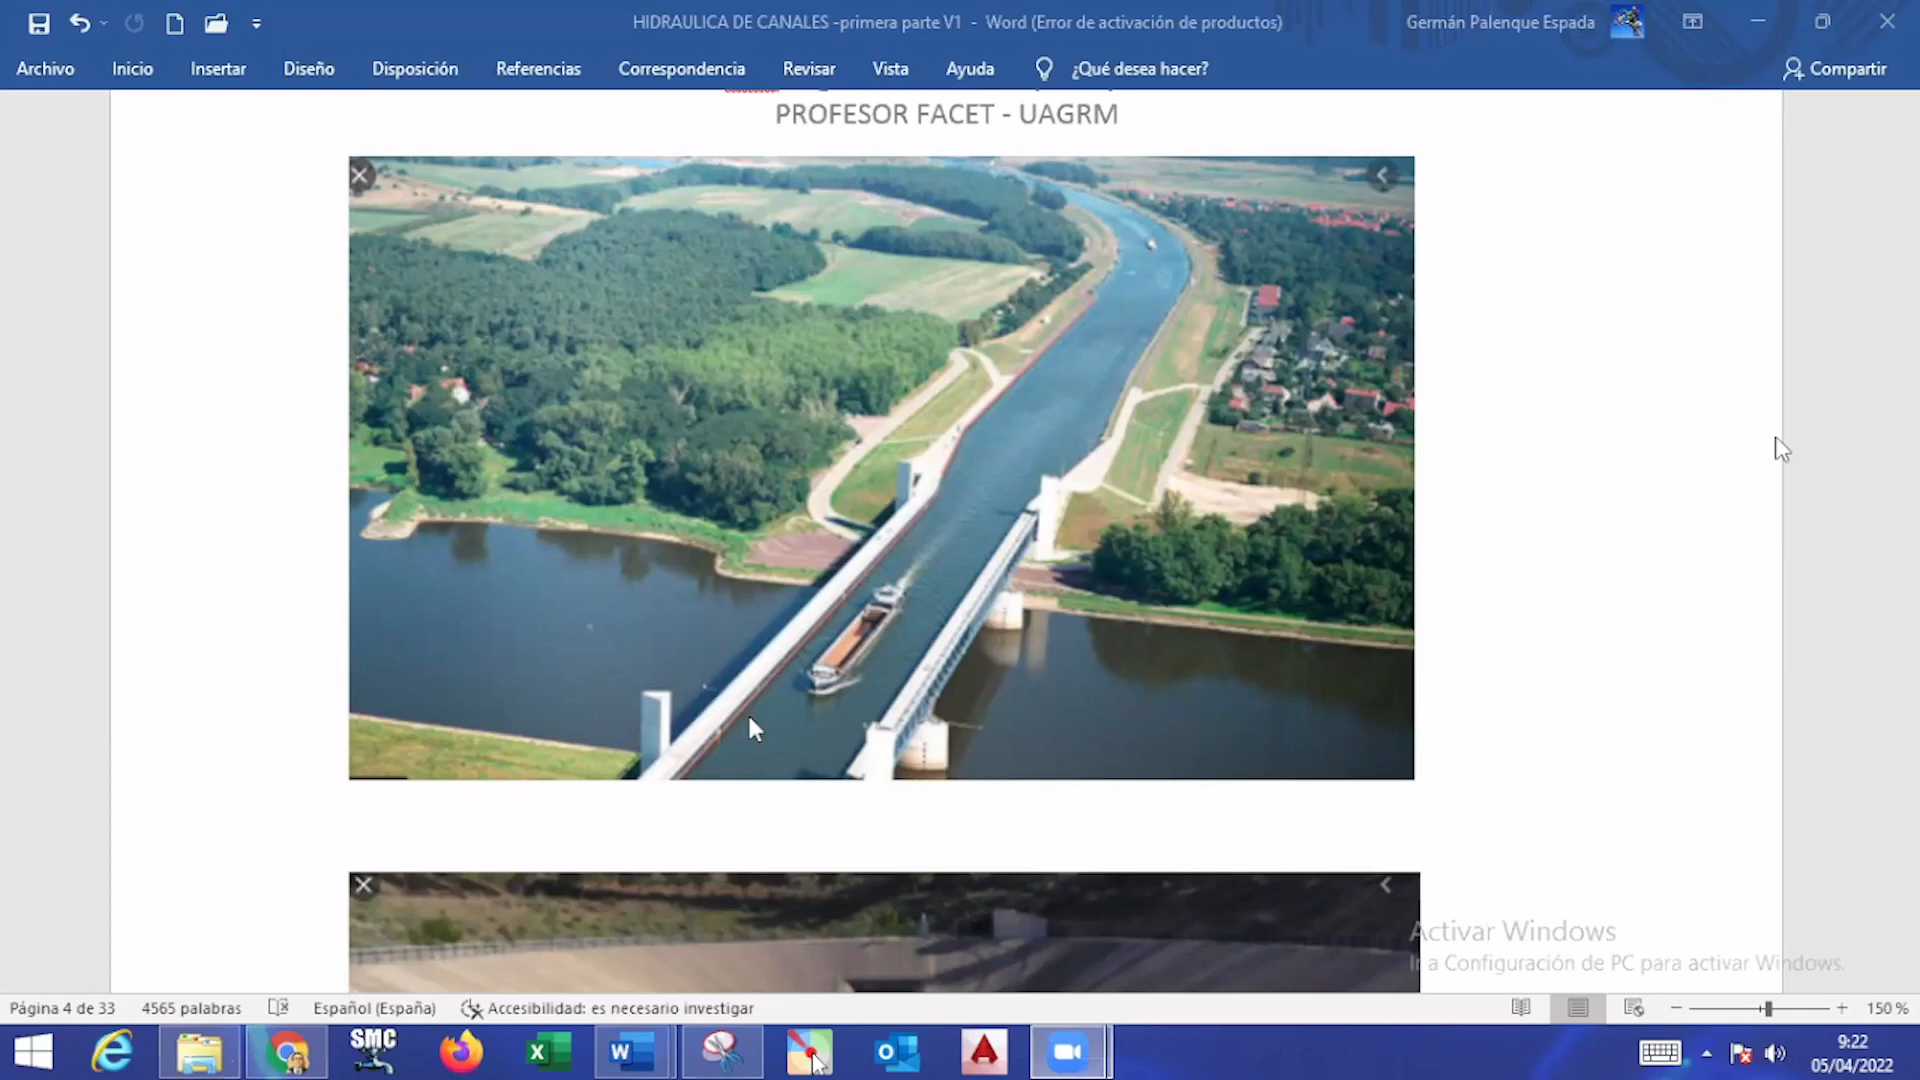 HIDRAULICA DE CANALES -primera parte V1 - Word (Error de activación de productos)
Germán Palenque Espada
Archivo Inicio Insertar Diseño Disposición Referencias Correspondencia Revisar Vista Ayuda ¿Qué desea hacer? Compartir
PROFESOR FACET - UAGRM
Activar Windows
Ir a Configuración de PC para activar Windows.
Página 4 de 33 4565 palabras Español (España) Accesibilidad: es necesario investigar 150 %
SMC
9:22
05/04/2022